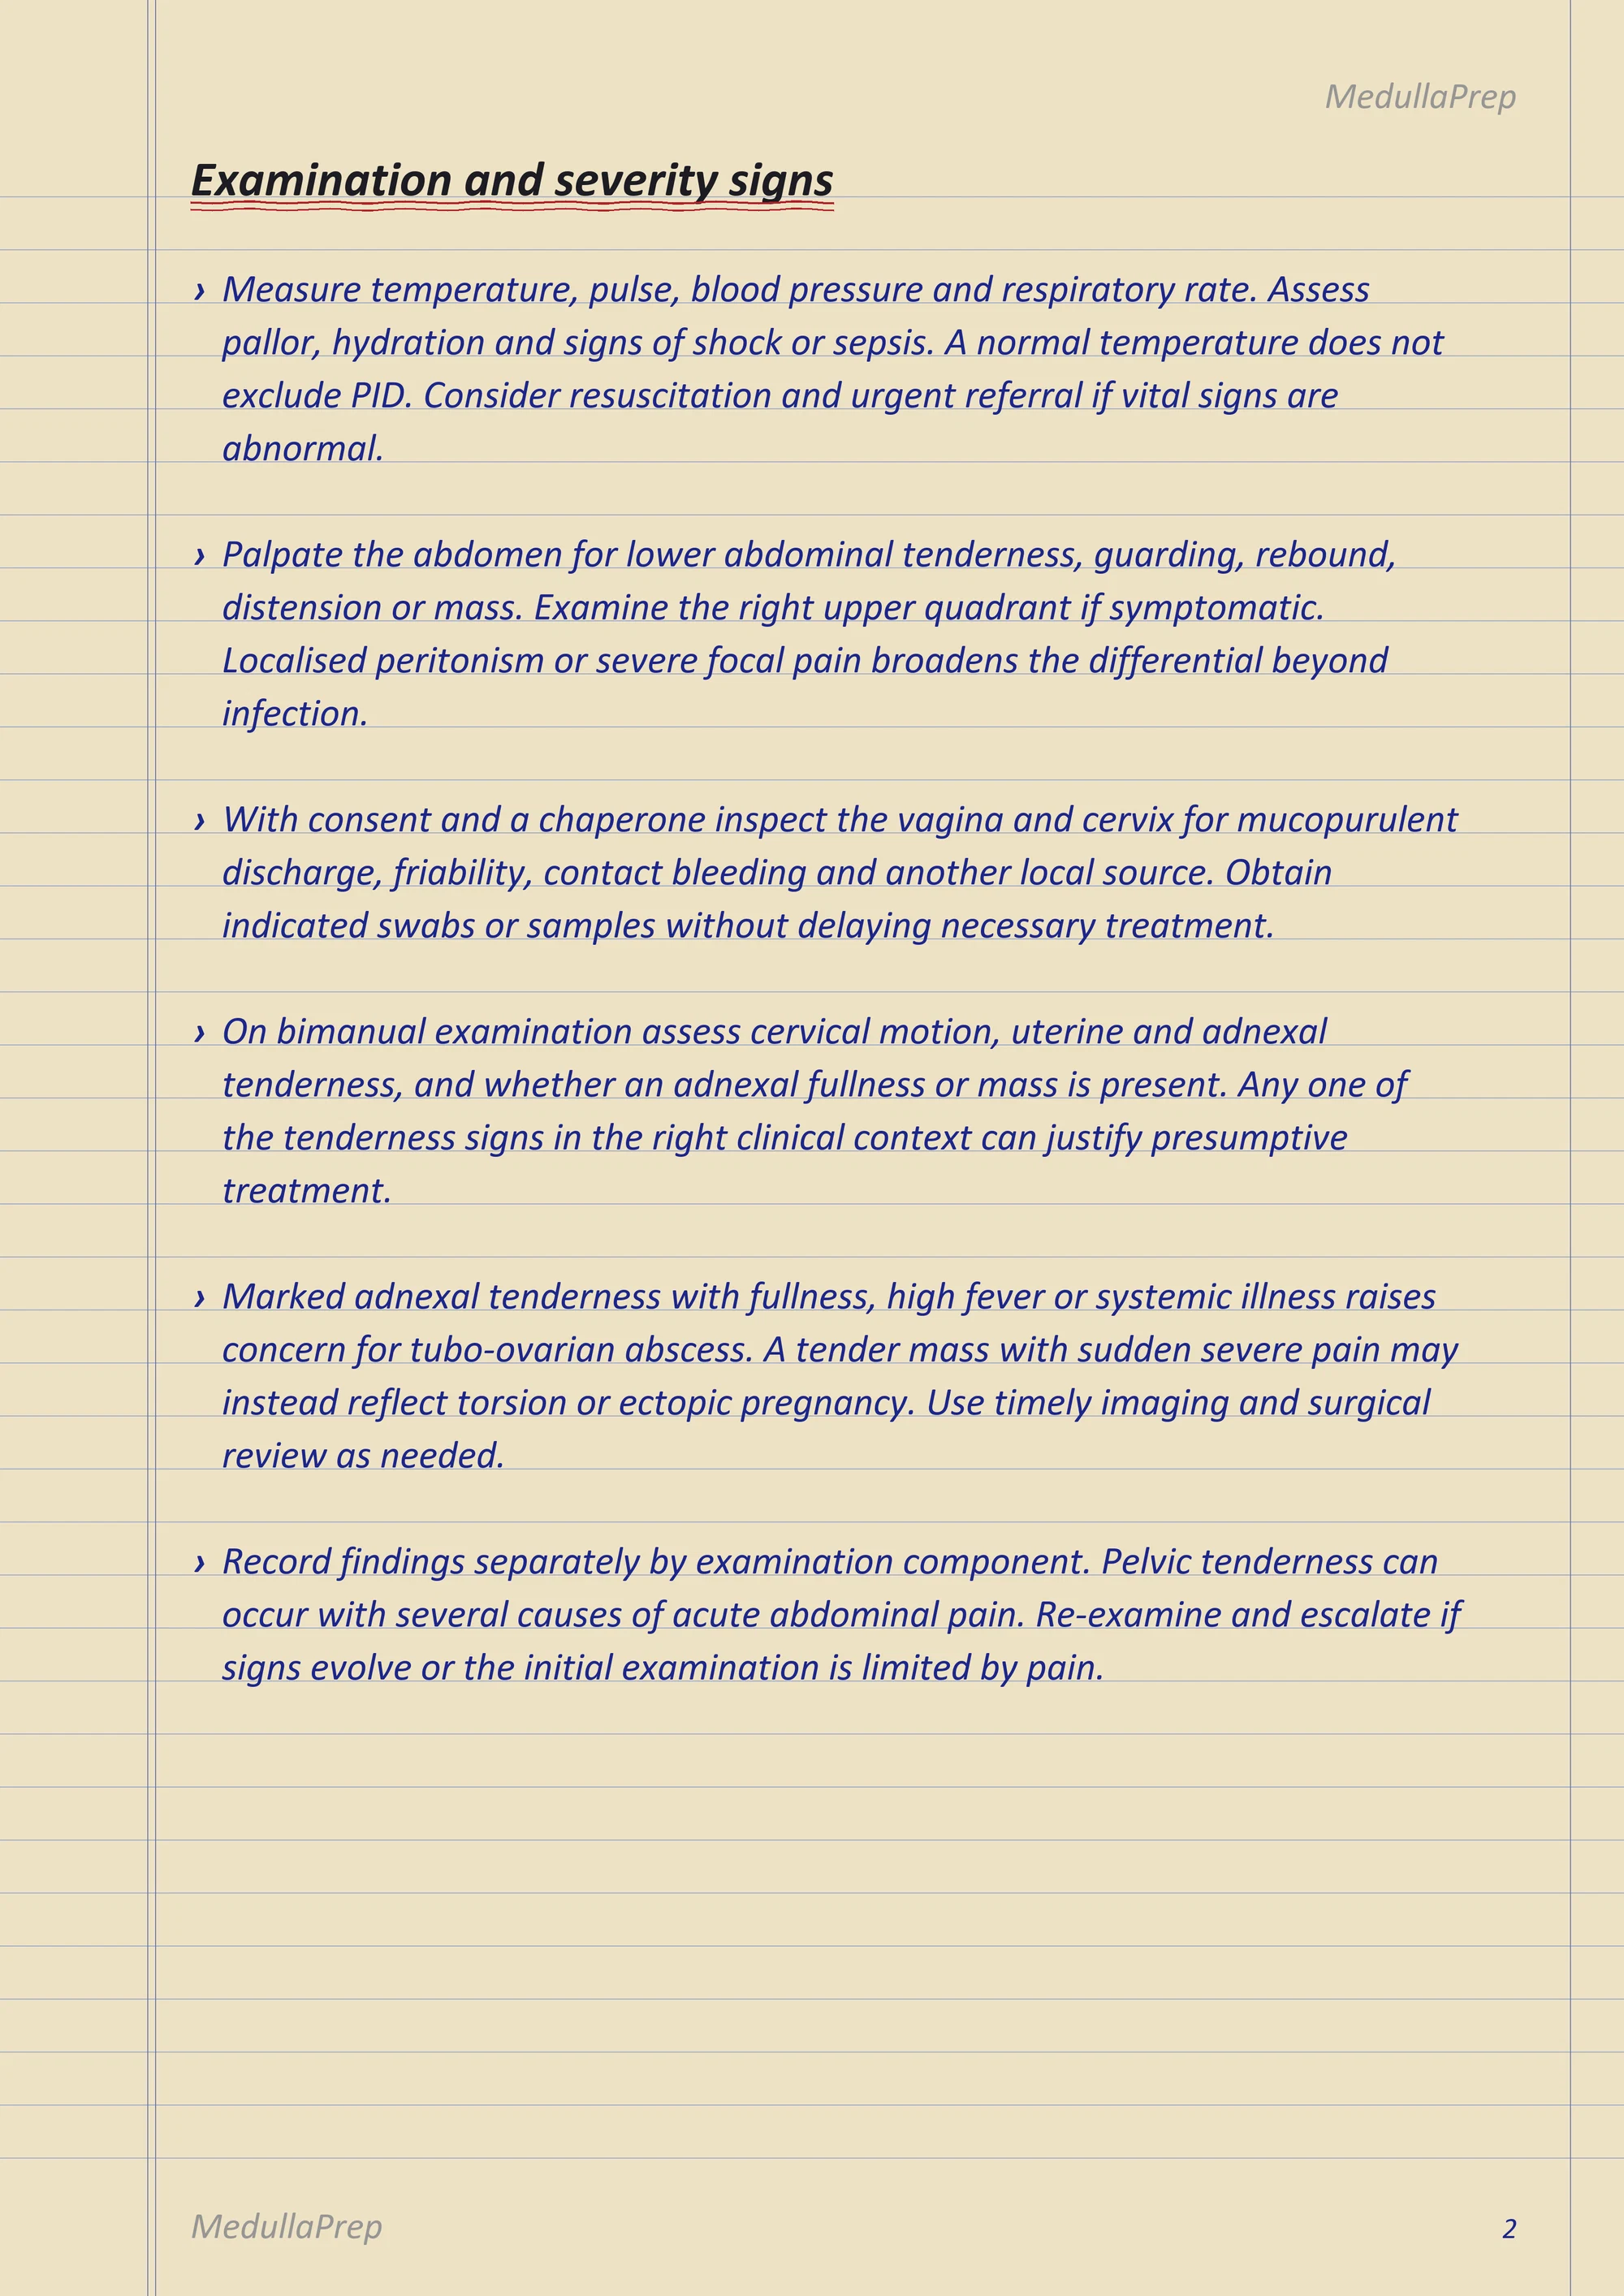 MedullaPrep
Examination and severity signs
› Measure temperature, pulse, blood pressure and respiratory rate. Assess
pallor, hydration and signs of shock or sepsis. A normal temperature does not
exclude PID. Consider resuscitation and urgent referral if vital signs are
abnormal.
› Palpate the abdomen for lower abdominal tenderness, guarding, rebound,
distension or mass. Examine the right upper quadrant if symptomatic.
Localised peritonism or severe focal pain broadens the differential beyond
infection.
› With consent and a chaperone inspect the vagina and cervix for mucopurulent
discharge, friability, contact bleeding and another local source. Obtain
indicated swabs or samples without delaying necessary treatment.
› On bimanual examination assess cervical motion, uterine and adnexal
tenderness, and whether an adnexal fullness or mass is present. Any one of
the tenderness signs in the right clinical context can justify presumptive
treatment.
› Marked adnexal tenderness with fullness, high fever or systemic illness raises
concern for tubo-ovarian abscess. A tender mass with sudden severe pain may
instead reflect torsion or ectopic pregnancy. Use timely imaging and surgical
review as needed.
› Record findings separately by examination component. Pelvic tenderness can
occur with several causes of acute abdominal pain. Re-examine and escalate if
signs evolve or the initial examination is limited by pain.
MedullaPrep
2